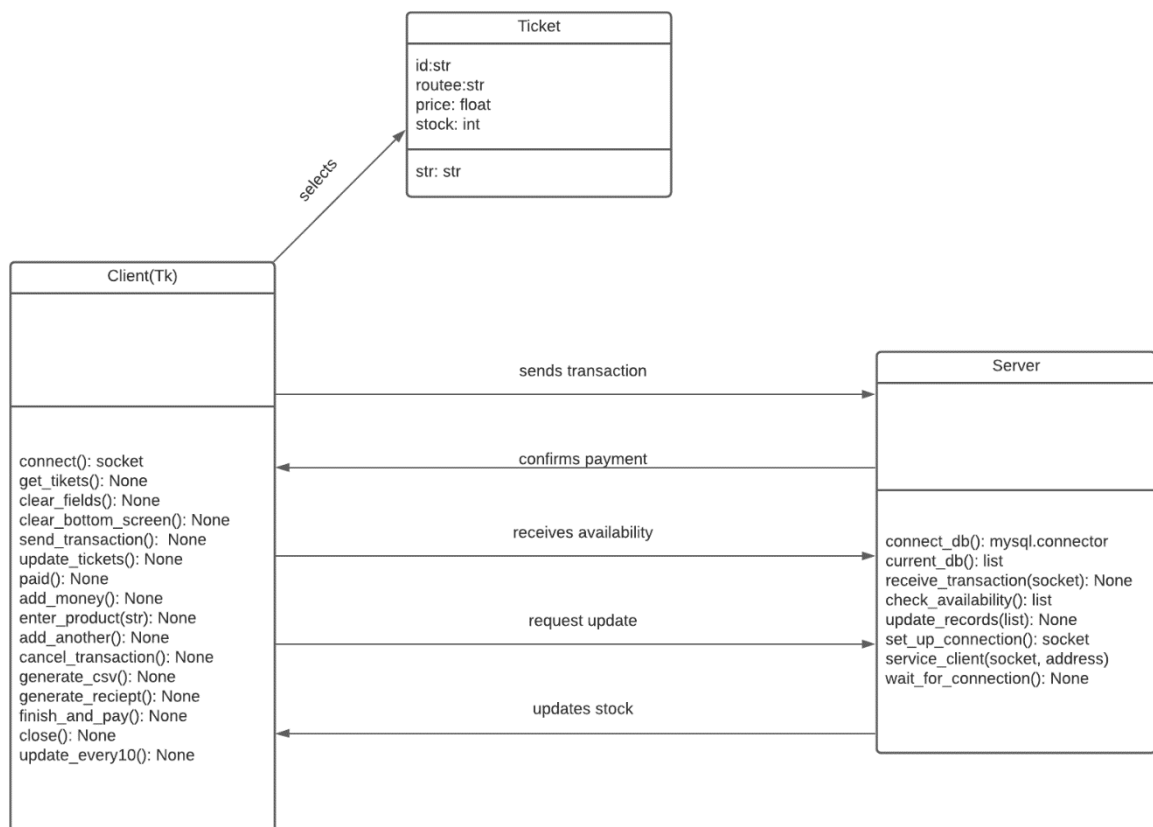 Ticket
id:str
routee:str
price: float
stock: int
str: str
selects
Client(Tk)
connect(): socket
get_tikets(): None
clear_fields(): None
clear_bottom_screen(): None
send_transaction():  None
update_tickets(): None
paid(): None
add_money(): None
enter_product(str): None
add_another(): None
cancel_transaction(): None
generate_csv(): None
generate_reciept(): None
finish_and_pay(): None
close(): None
update_every10(): None
sends transaction
confirms payment
receives availability
request update
updates stock
Server
connect_db(): mysql.connector
current_db(): list
receive_transaction(socket): None
check_availability(): list
update_records(list): None
set_up_connection(): socket
service_client(socket, address)
wait_for_connection(): None